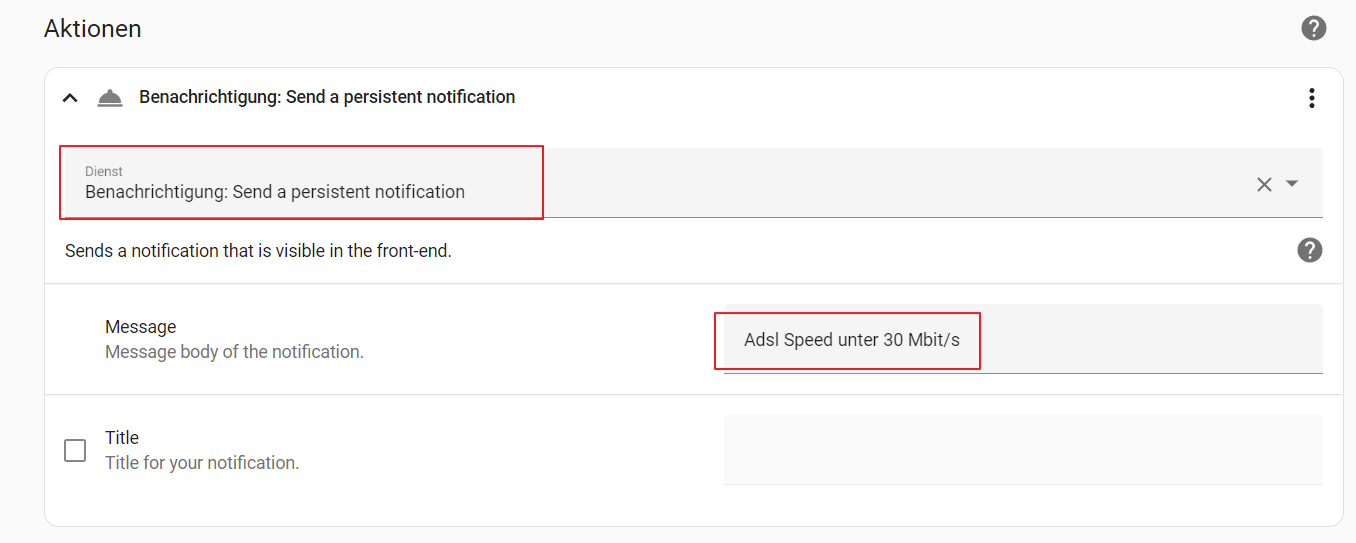 Aktionen
Benachrichtigung: Send a persistent notification
Dienst
Benachrichtigung: Send a persistent notification
Sends a notification that is visible in the front-end.
Message
Message body of the notification.
Adsl Speed unter 30 Mbit/s
Title
Title for your notification.